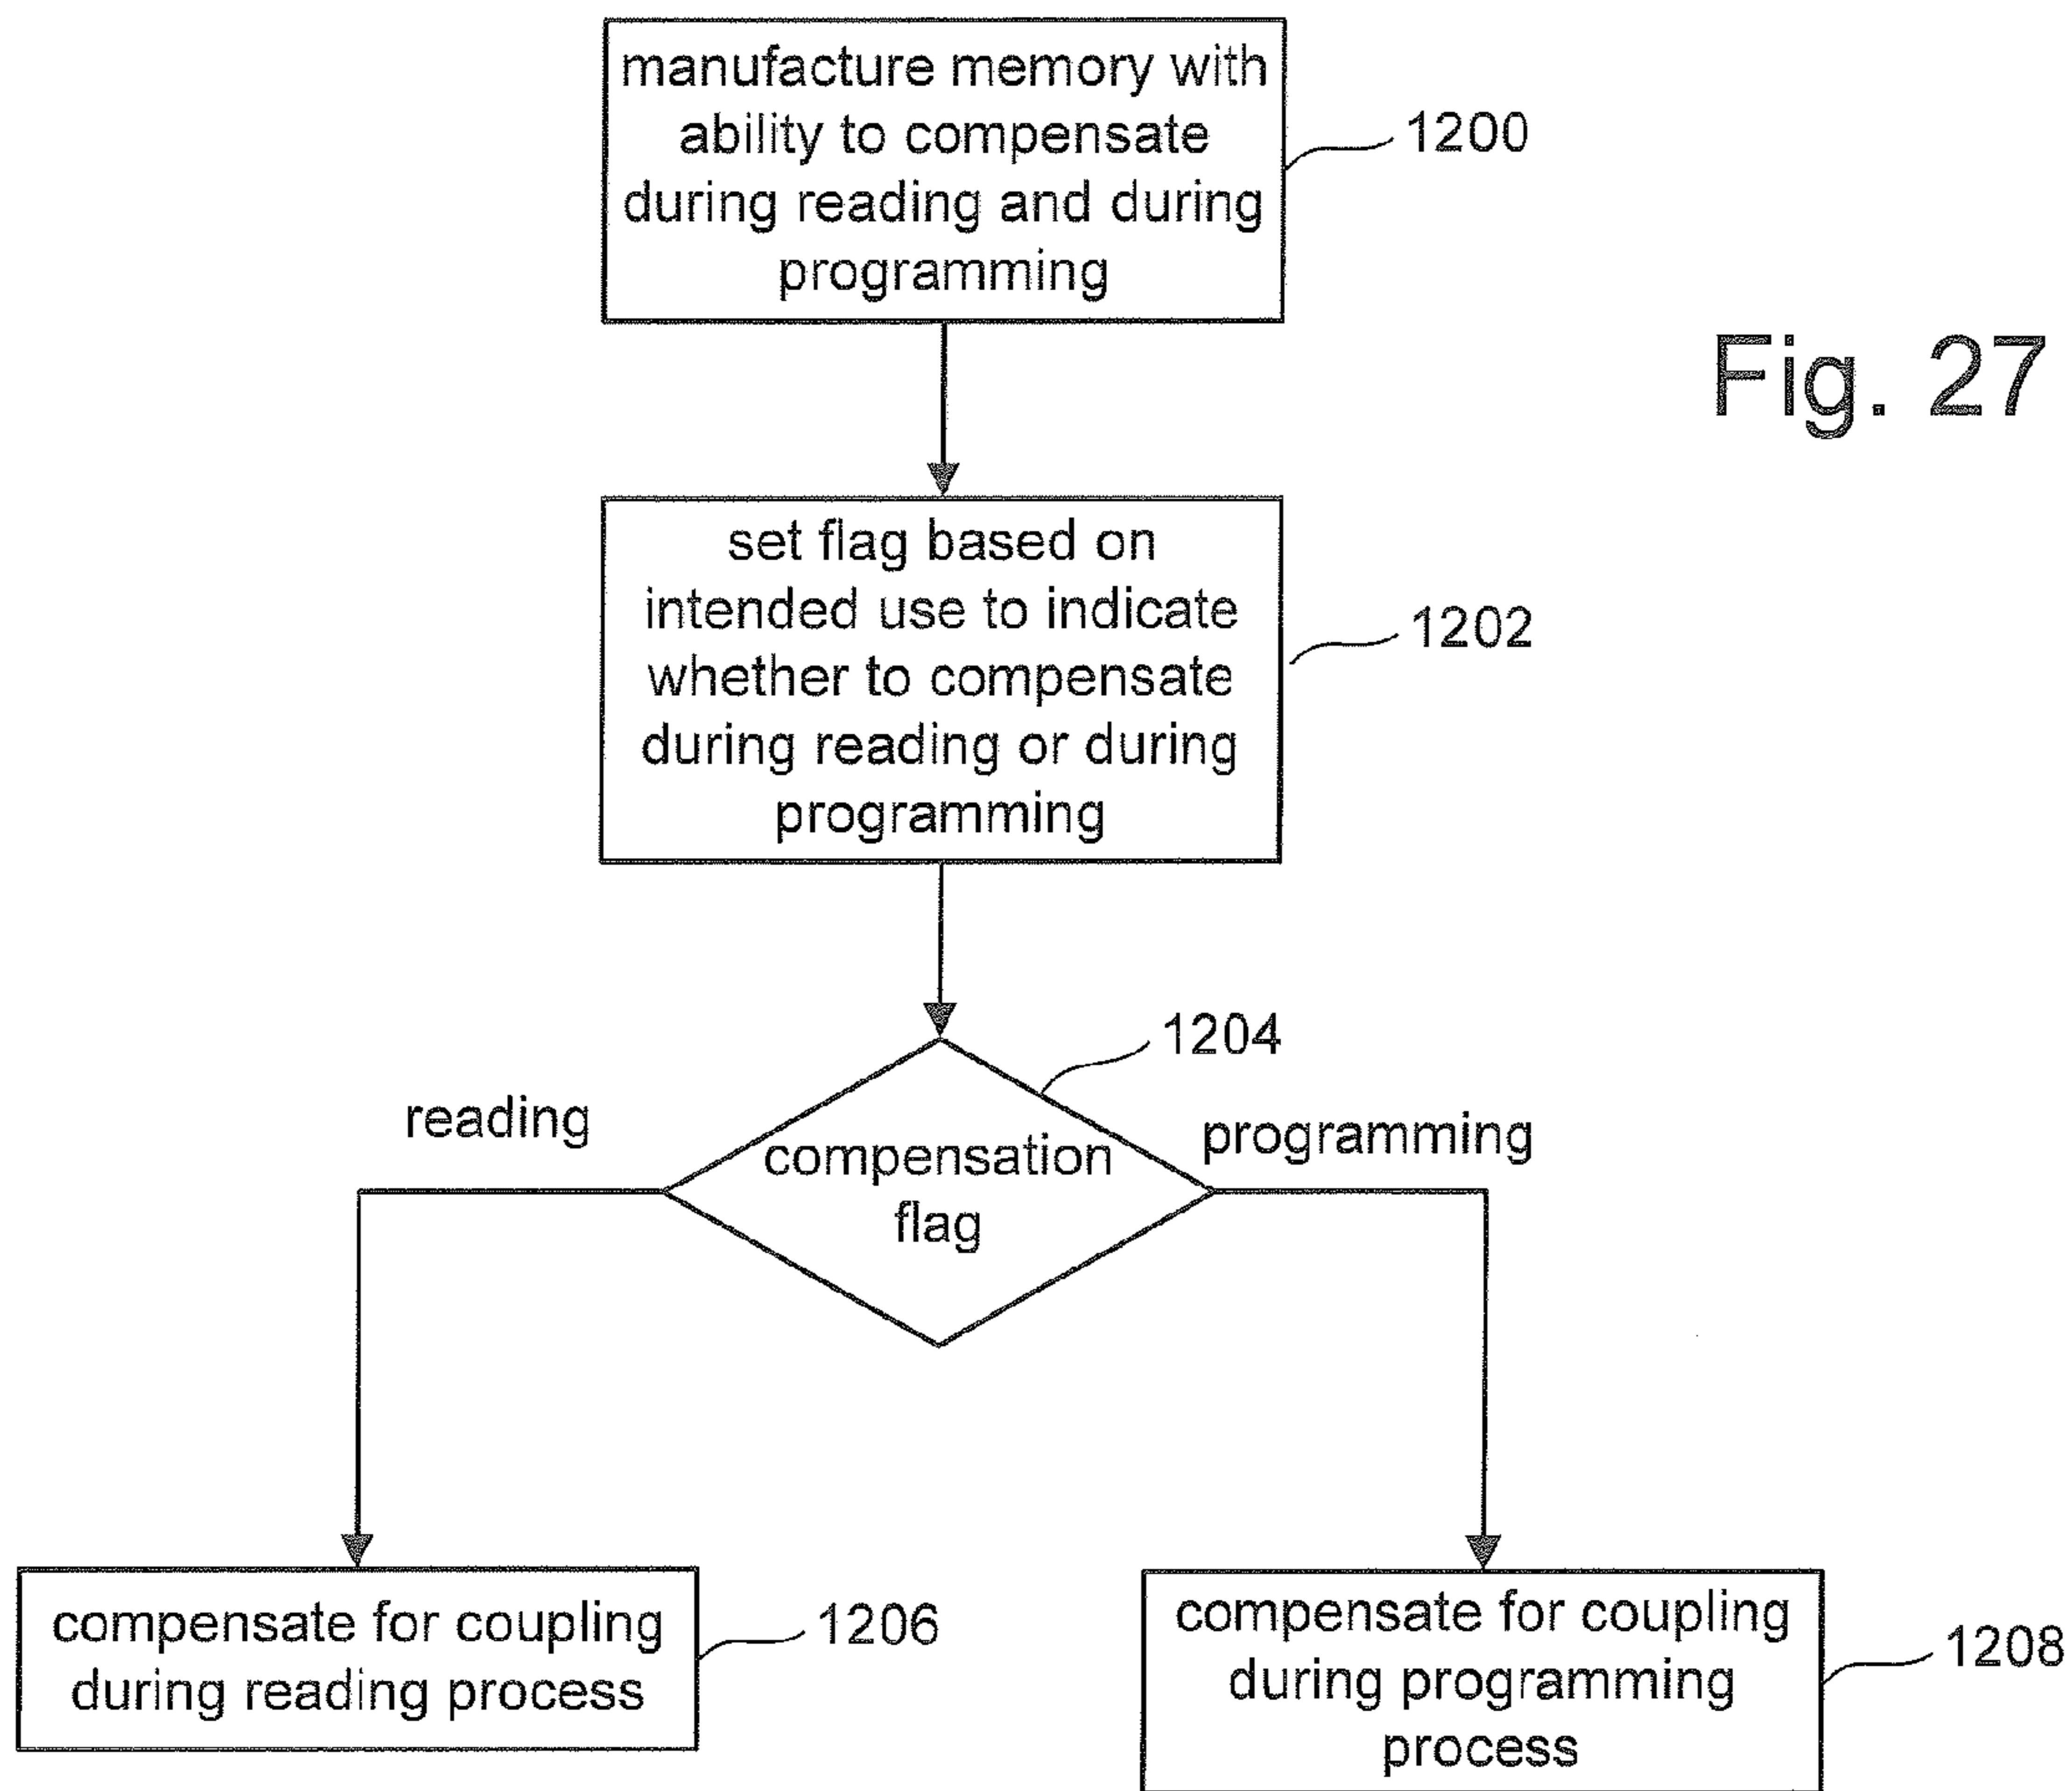 manufacture memory with
ability to compensate
during reading and during
programming
1200
Fig. 27
set flag based on
intended use to indicate
whether to compensate
during reading or during
programming
1202
1204
reading
programming
compensation
flag
compensate for coupling
during reading process
1206
compensate for coupling
during programming
process
1208